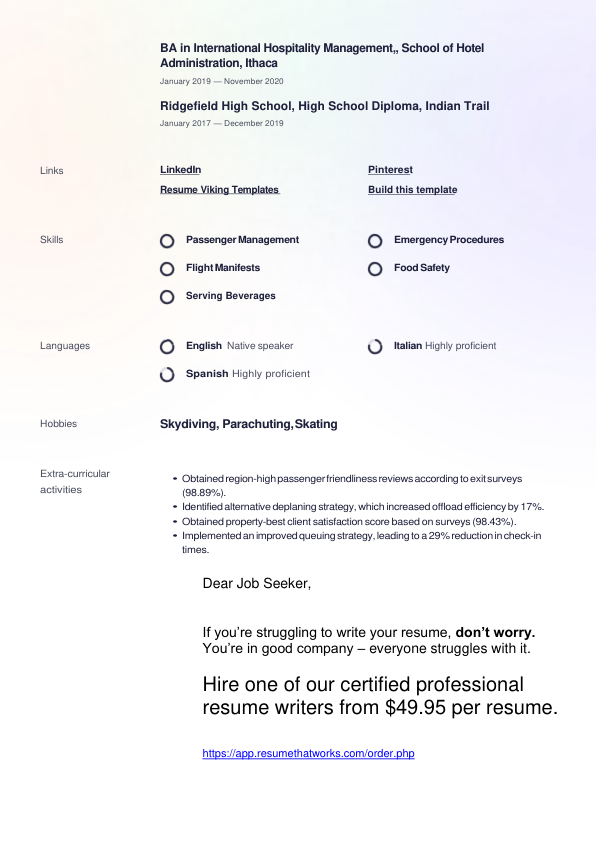 BA in International Hospitality Management,, School of Hotel
Administration, Ithaca
January 2019 — November 2020
Ridgefield High School, High School Diploma, Indian Trail
January 2017 — December 2019
Links
LinkedIn
Pinterest
Resume Viking Templates
Build this template
Skills
Passenger Management
Emergency Procedures
Flight Manifests
Food Safety
Serving Beverages
Languages
English Native speaker
Italian Highly proficient
Spanish Highly proficient
Hobbies
Skydiving, Parachuting, Skating
Extra-curricular
activities
• Obtained region-high passenger friendliness reviews according to exit surveys
(98.89%).
• Identified alternative deplaning strategy, which increased offload efficiency by 17%.
• Obtained property-best client satisfaction score based on surveys (98.43%).
• Implemented an improved queuing strategy, leading to a 29% reduction in check-in
times.
Dear Job Seeker,
If you’re struggling to write your resume, don’t worry.
You’re in good company – everyone struggles with it.
Hire one of our certified professional
resume writers from $49.95 per resume.
https://app.resumethatworks.com/order.php